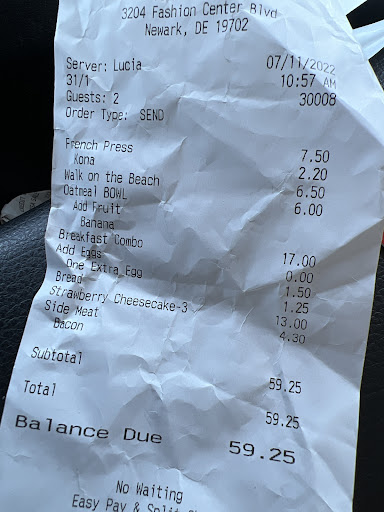 3204 Fashion Center Blvd
Newark, DE 19702
Server: Lucia 07/11/2022
31/1 10:57 AM
Guests: 2 30008
Order Type: SEND
French Press 7.50
Kona 2.20
Walk on the Beach 6.50
Oatmeal BOWL 6.00
Add Fruit
Banana
Breakfast Combo 17.00
Add Eggs 0.00
One Extra Egg 1.50
Bread 1.25
Strawberry Cheesecake-3 13.00
Side Meat 4.30
Bacon
Subtotal 59.25
Total 59.25
Balance Due 59.25
No Waiting
Easy Pay & Split